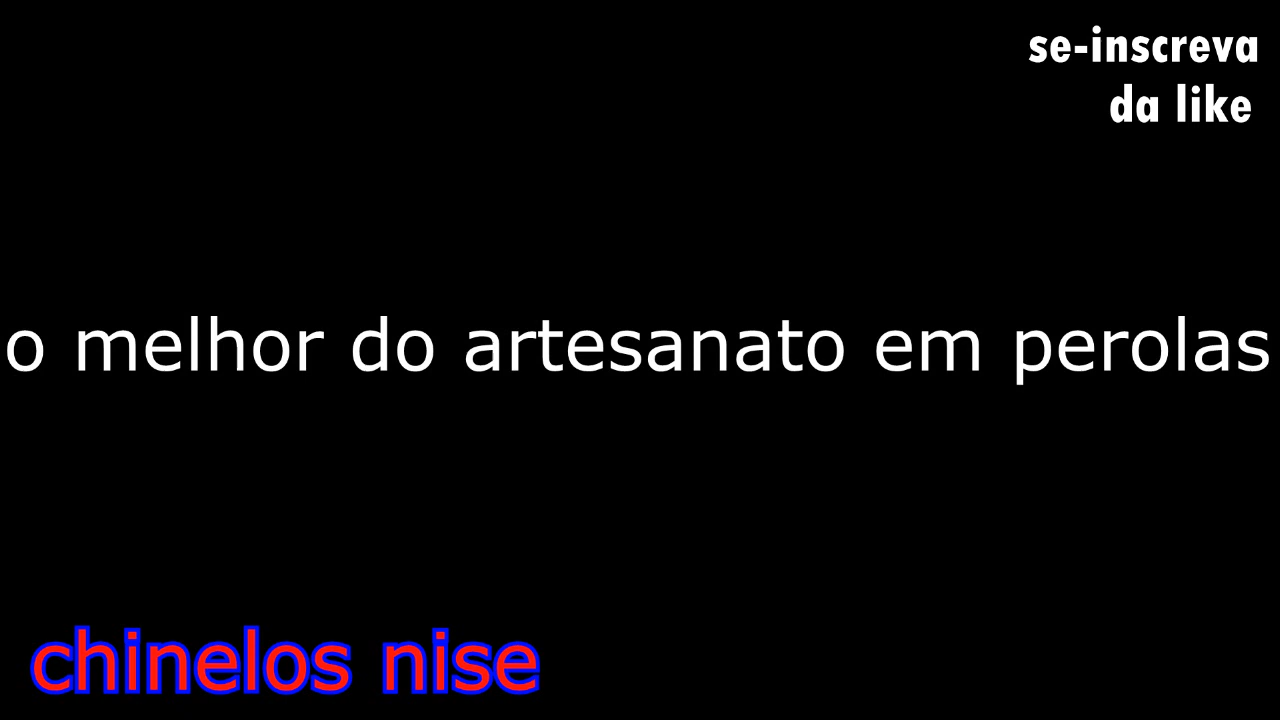 se-inscreva
da like
o melhor do artesanato em perolas
chinelos nise